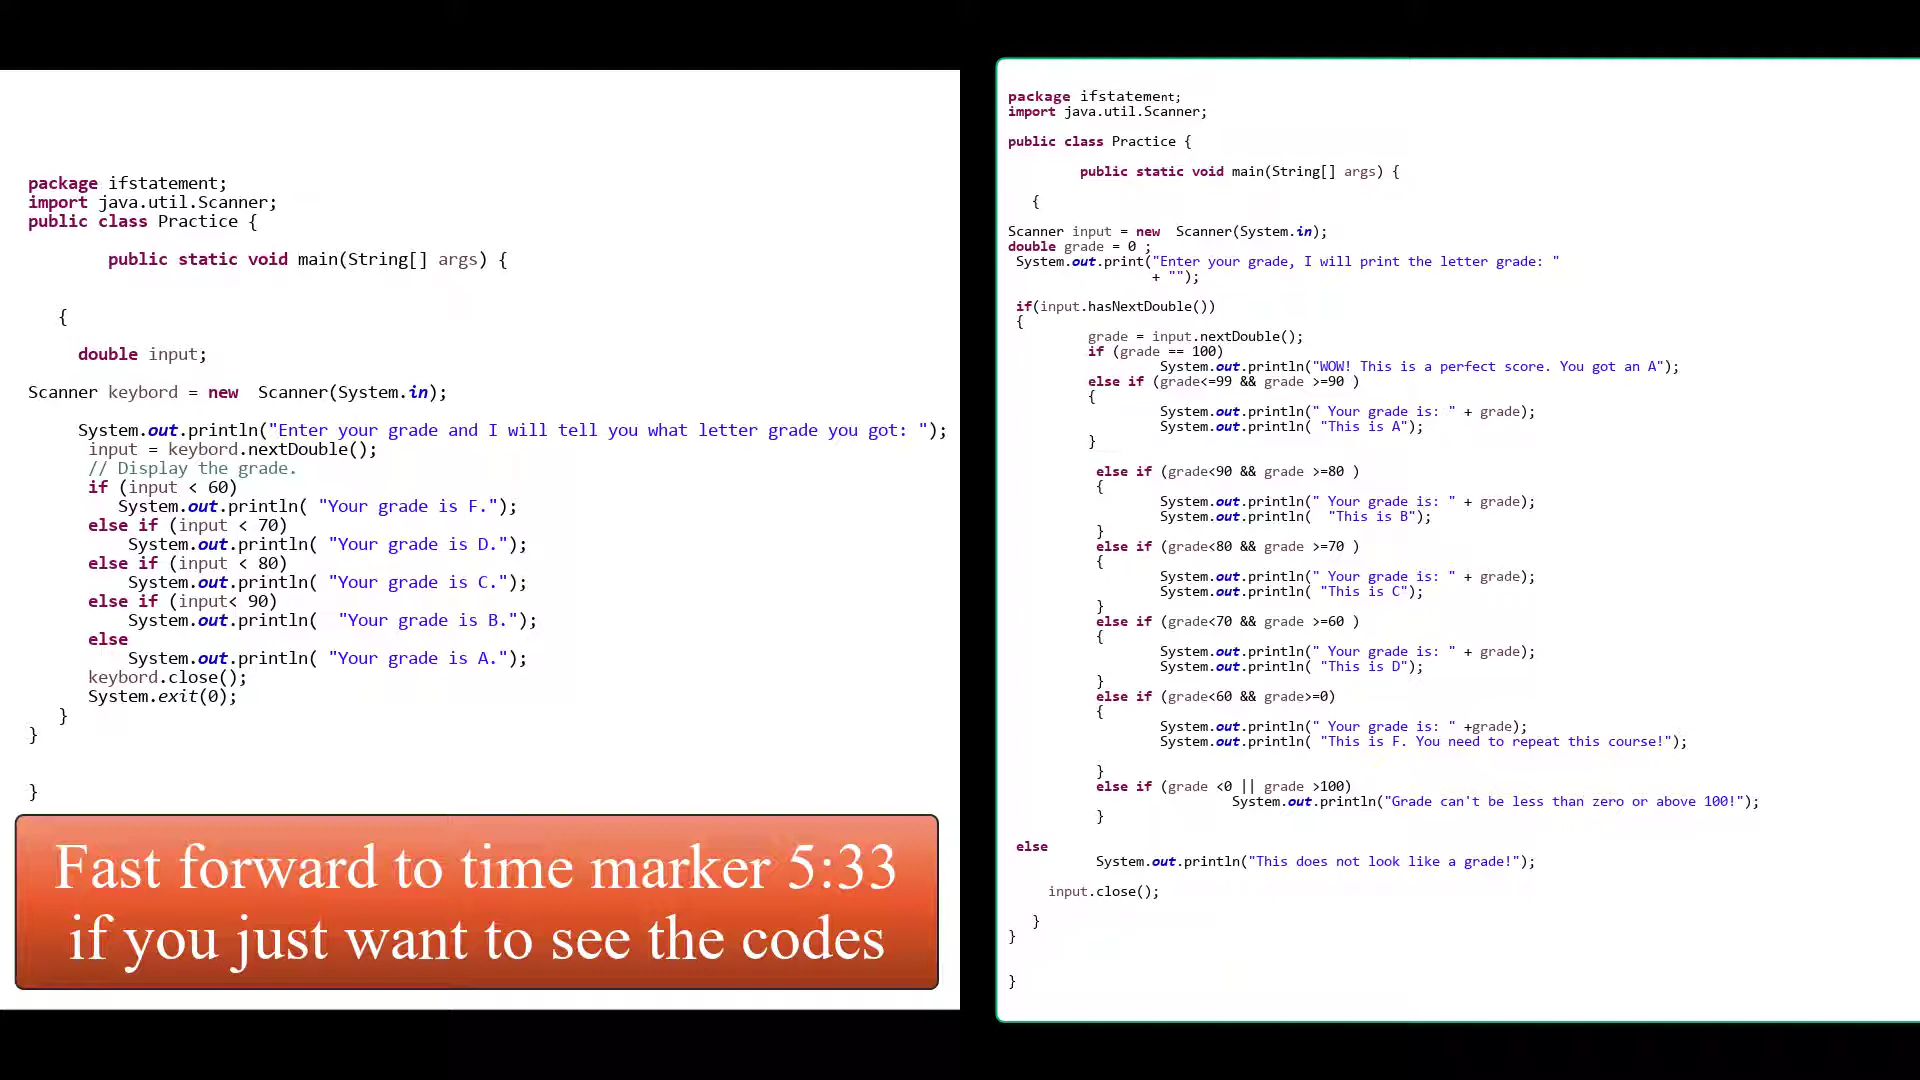 package ifstatement;
import java.util.Scanner;
public class Practice {
public static void main(String[] args) {
{
double input;
Scanner keybord = new  Scanner(System.in);
System.out.println("Enter your grade and I will tell you what letter grade you got: ");
input = keybord.nextDouble();
// Display the grade.
if (input < 60)
System.out.println( "Your grade is F.");
else if (input < 70)
System.out.println( "Your grade is D.");
else if (input < 80)
System.out.println( "Your grade is C.");
else if (input< 90)
System.out.println(  "Your grade is B.");
else
System.out.println( "Your grade is A.");
keybord.close();
System.exit(0);
}
}
}
Fast forward to time marker 5:33
if you just want to see the codes
package ifstatement;
import java.util.Scanner;
public class Practice {
public static void main(String[] args) {
{
Scanner input = new  Scanner(System.in);
double grade = 0 ;
System.out.print("Enter your grade, I will print the letter grade: "
+ "");
if(input.hasNextDouble())
{
grade = input.nextDouble();
if (grade == 100)
System.out.println("WOW! This is a perfect score. You got an A");
else if (grade<=99 && grade >=90 )
{
System.out.println(" Your grade is: " + grade);
System.out.println( "This is A");
}
else if (grade<90 && grade >=80 )
{
System.out.println(" Your grade is: " + grade);
System.out.println(  "This is B");
}
else if (grade<80 && grade >=70 )
{
System.out.println(" Your grade is: " + grade);
System.out.println( "This is C");
}
else if (grade<70 && grade >=60 )
{
System.out.println(" Your grade is: " + grade);
System.out.println( "This is D");
}
else if (grade<60 && grade>=0)
{
System.out.println(" Your grade is: " +grade);
System.out.println( "This is F. You need to repeat this course!");
}
else if (grade <0 || grade >100)
System.out.println("Grade can't be less than zero or above 100!");
}
else
System.out.println("This does not look like a grade!");
input.close();
}
}
}